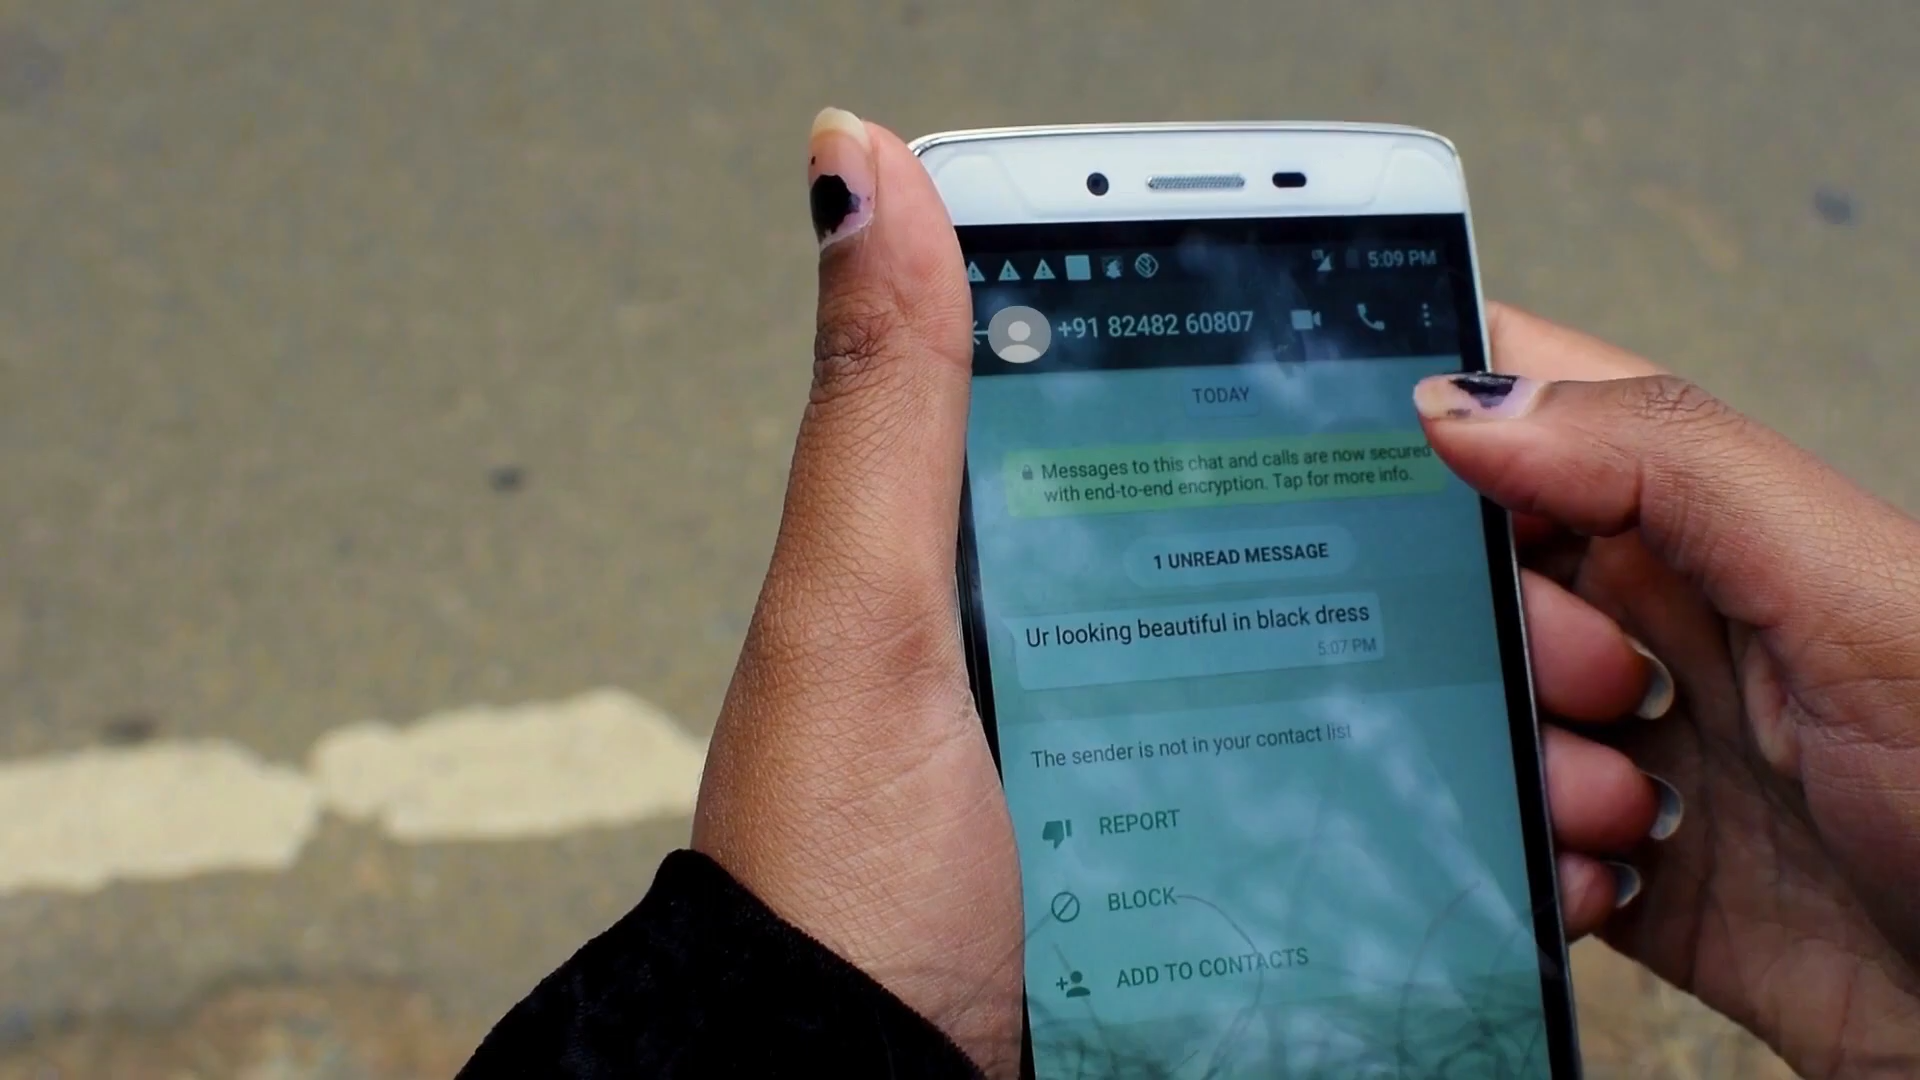 5:09 PM
+91 82482 60807
TODAY
Messages to this chat and calls are now secured
with end-to-end encryption. Tap for more info.
1 UNREAD MESSAGE
Ur looking beautiful in black dress
5:07 PM
The sender is not in your contact list
REPORT
BLOCK
ADD TO CONTACTS